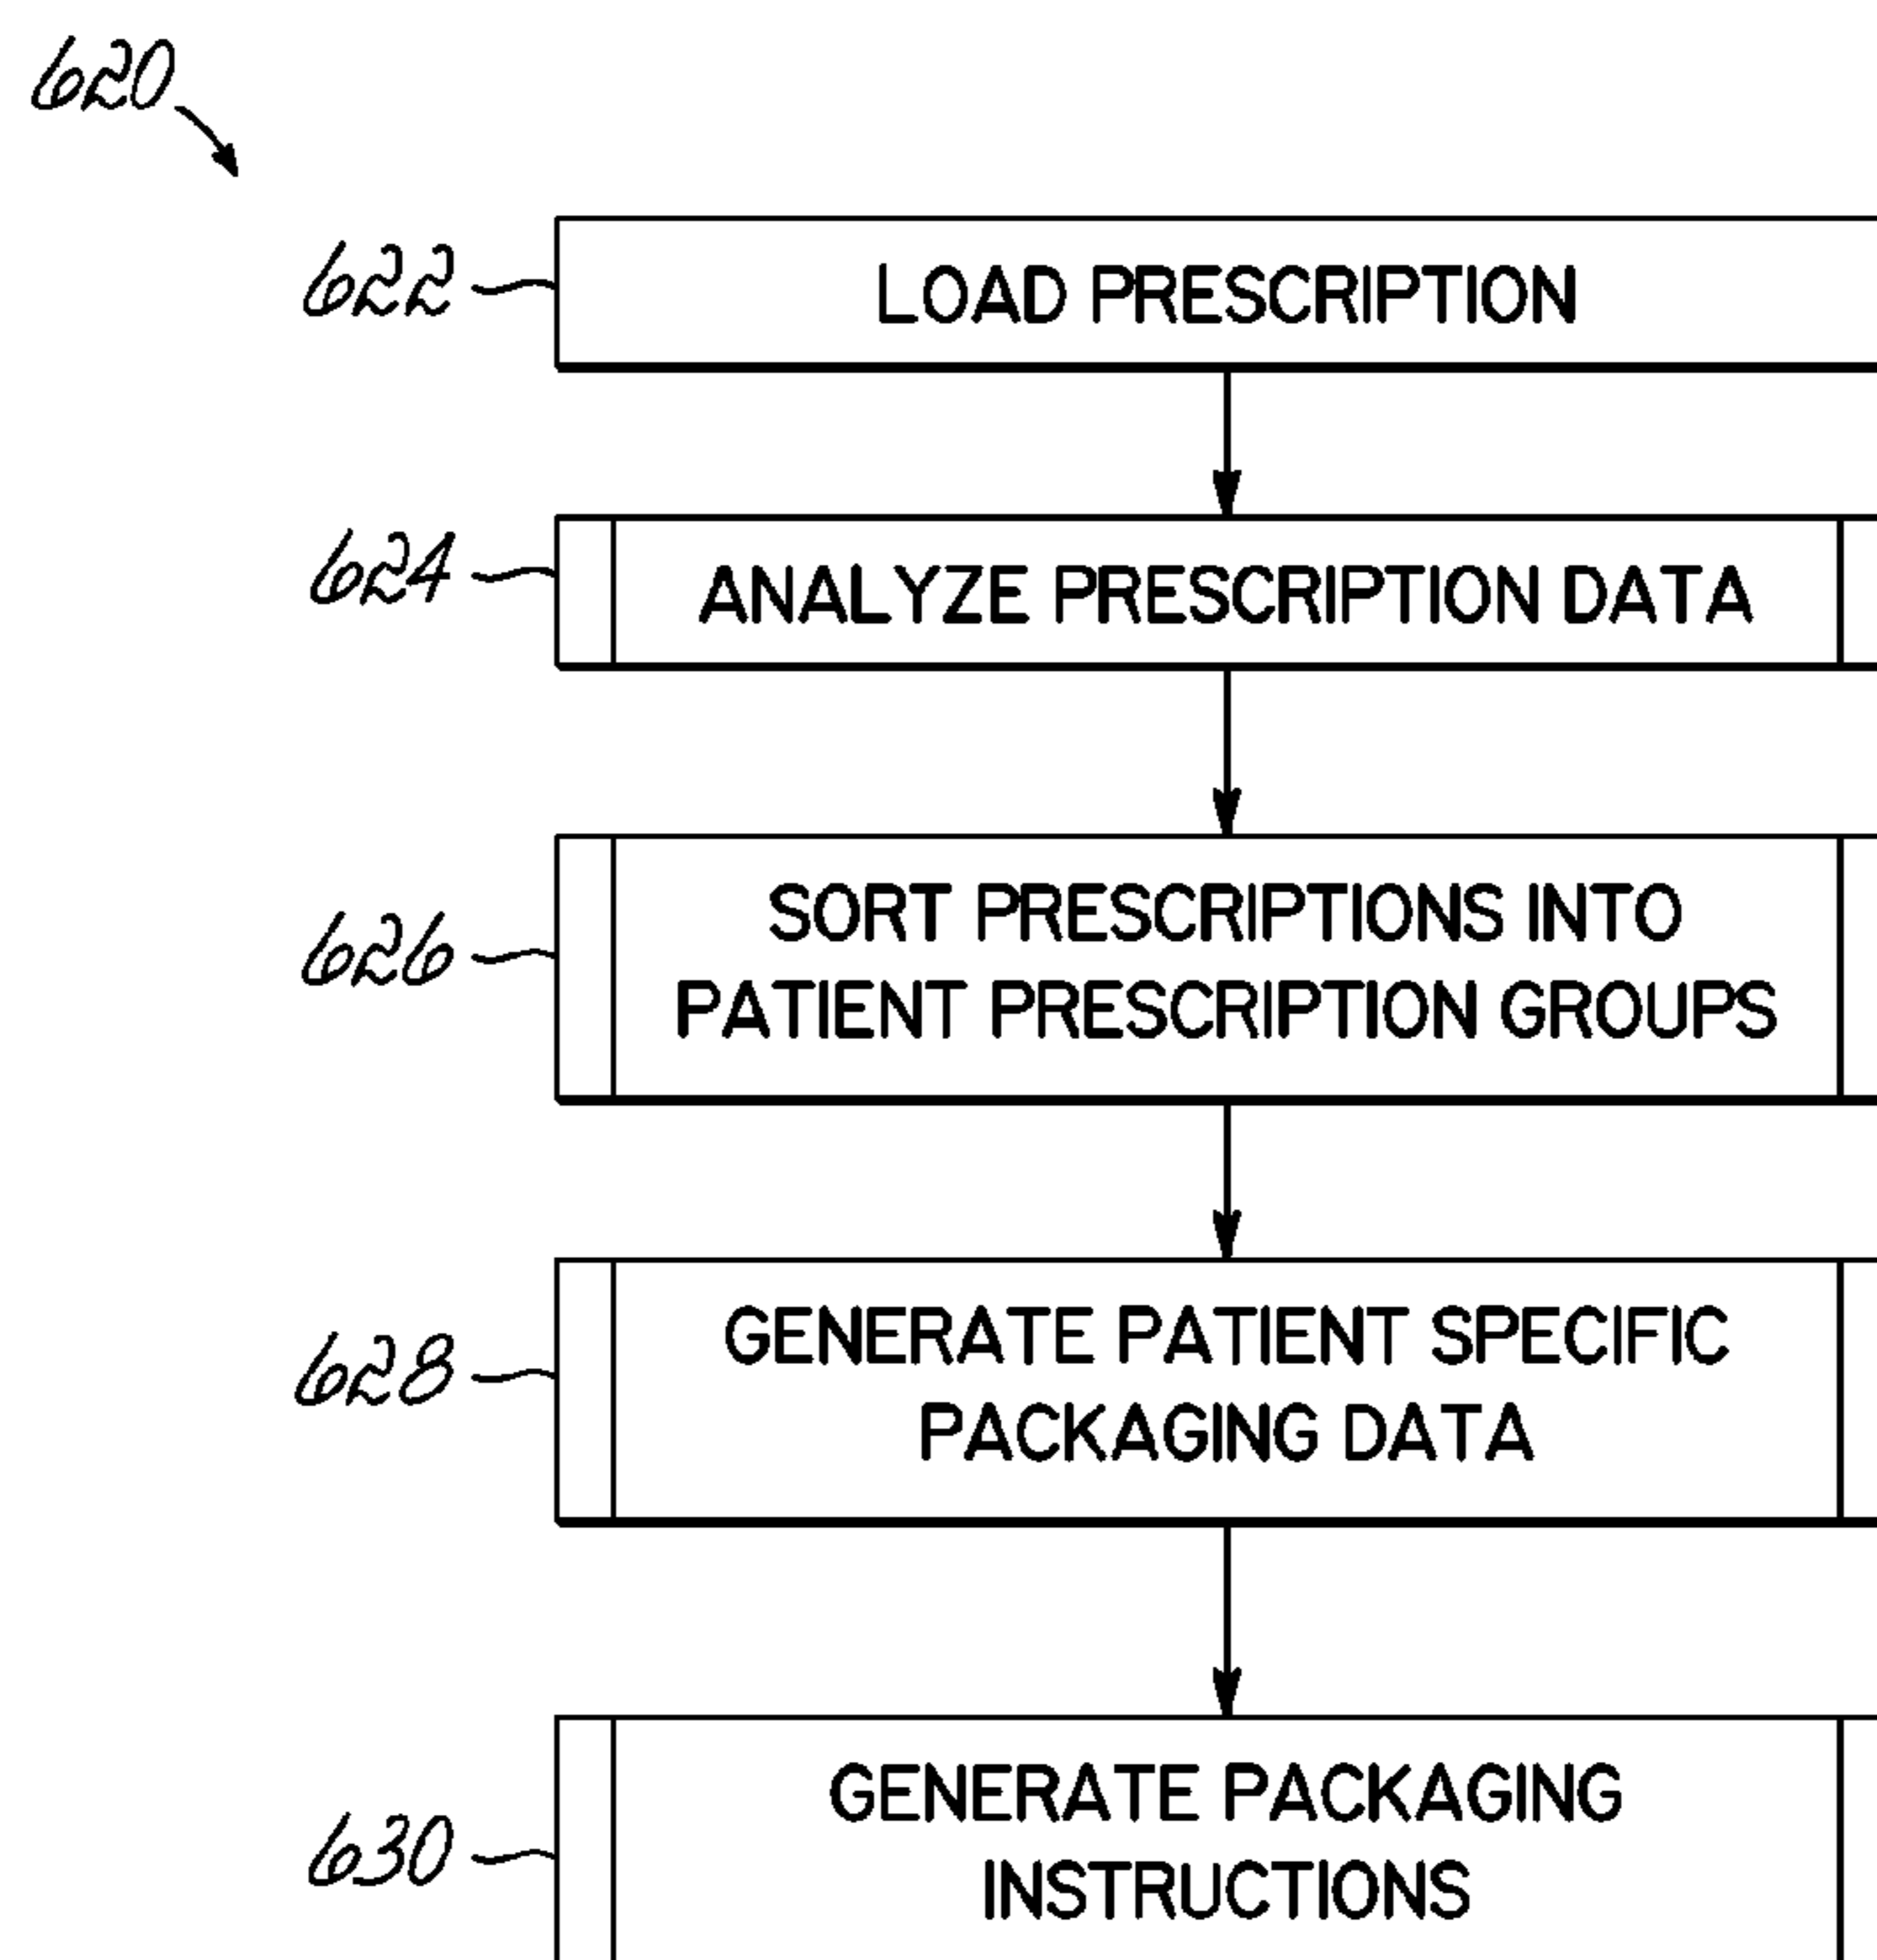 620
622
LOAD PRESCRIPTION
624
ANALYZE PRESCRIPTION DATA
626
SORT PRESCRIPTIONS INTO
PATIENT PRESCRIPTION GROUPS
628
GENERATE PATIENT SPECIFIC
PACKAGING DATA
630
GENERATE PACKAGING
INSTRUCTIONS